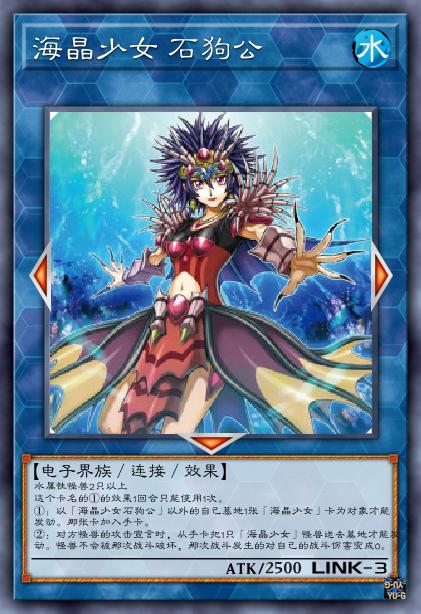 海晶少女 石狗公
水
【电子界族/连接/效果】
水属性怪兽2只以上
这个卡名的①的效果1回合只能使用1次。
①：以「海晶少女石狗公」以外的自己墓地1张「海晶少女」卡为对象才能
发动。那张卡加入手卡。
②：对方怪兽的攻击宣言时，从手卡把1只「海晶少女」怪兽送去墓地才能发
动。怪兽不会被那次战斗破坏，那次战斗发生的对自己的战斗伤害变成0。
ATK/2500 LINK-3